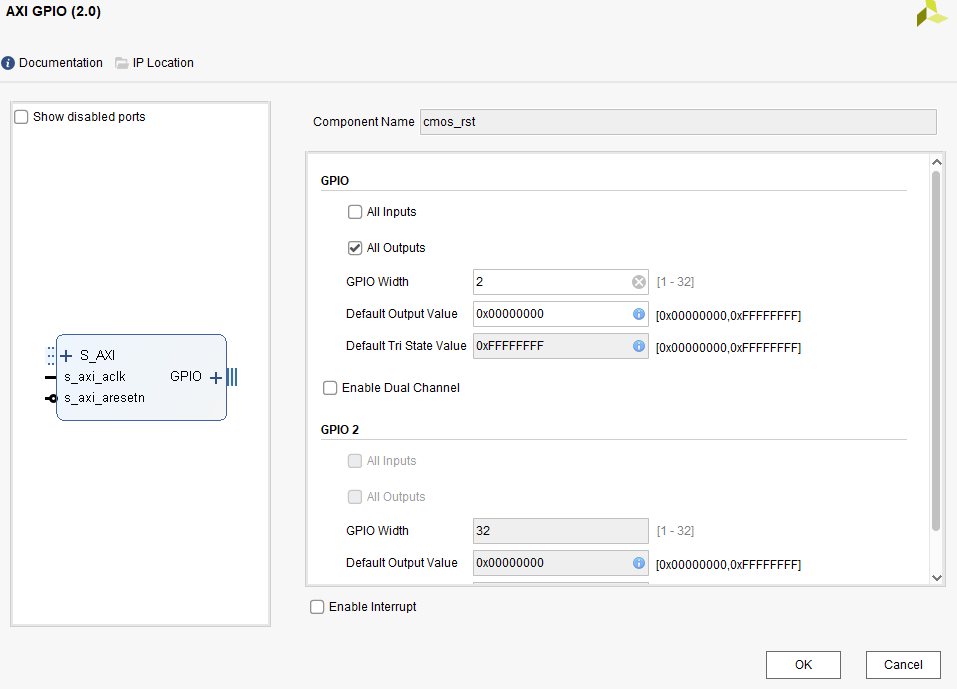 AXI GPIO (2.0)
Documentation IP Location
Show disabled ports
S_AXI
s_axi_aclk GPIO
s_axi_aresetn
Component Name cmos_rst
GPIO
All Inputs
All Outputs
GPIO Width 2 [1 - 32]
Default Output Value 0x00000000 [0x00000000,0xFFFFFFFF]
Default Tri State Value 0xFFFFFFFF [0x00000000,0xFFFFFFFF]
Enable Dual Channel
GPIO 2
All Inputs
All Outputs
GPIO Width 32 [1 - 32]
Default Output Value 0x00000000 [0x00000000,0xFFFFFFFF]
Enable Interrupt
OK Cancel